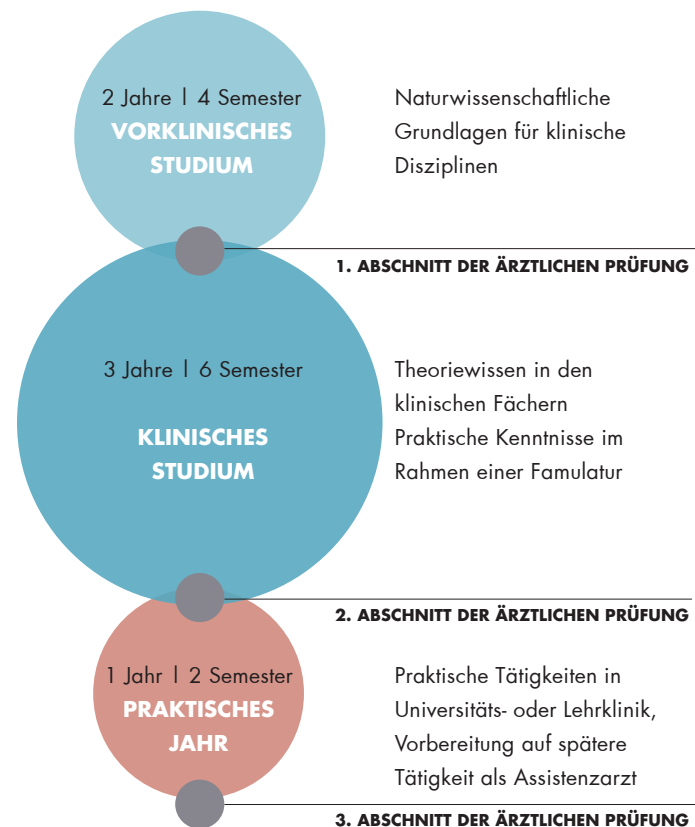 2 Jahre | 4 Semester
VORKLINISCHES
STUDIUM
Naturwissenschaftliche
Grundlagen für klinische
Disziplinen
1. ABSCHNITT DER ÄRZTLICHEN PRÜFUNG
3 Jahre | 6 Semester
KLINISCHES
STUDIUM
Theoriewissen in den
klinischen Fächern
Praktische Kenntnisse im
Rahmen einer Famulatur
2. ABSCHNITT DER ÄRZTLICHEN PRÜFUNG
1 Jahr | 2 Semester
PRAKTISCHES
JAHR
Praktische Tätigkeiten in
Universitäts- oder Lehrklinik,
Vorbereitung auf spätere
Tätigkeit als Assistenzarzt
3. ABSCHNITT DER ÄRZTLICHEN PRÜFUNG